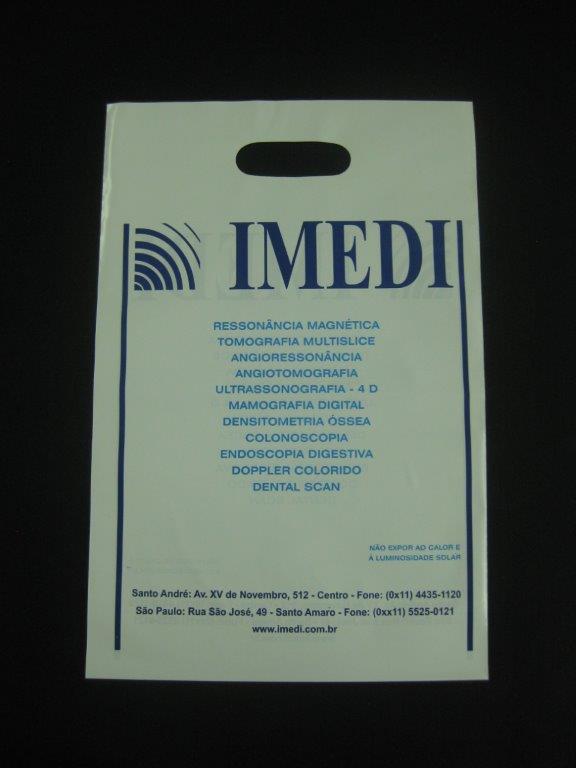 IMEDI
RESSONÂNCIA MAGNÉTICA
TOMOGRAFIA MULTISLICE
ANGIORESSONÂNCIA
ANGIOTOMOGRAFIA
ULTRASSONOGRAFIA - 4 D
MAMOGRAFIA DIGITAL
DENSITOMETRIA ÓSSEA
COLONOSCOPIA
ENDOSCOPIA DIGESTIVA
DOPPLER COLORIDO
DENTAL SCAN
NÃO EXPOR AO CALOR E
À LUMINOSIDADE SOLAR
Santo André: Av. XV de Novembro, 512 - Centro - Fone: (0x11) 4435-1120
São Paulo: Rua São José, 49 - Santo Amaro - Fone: (0xx11) 5525-0121
www.imedi.com.br